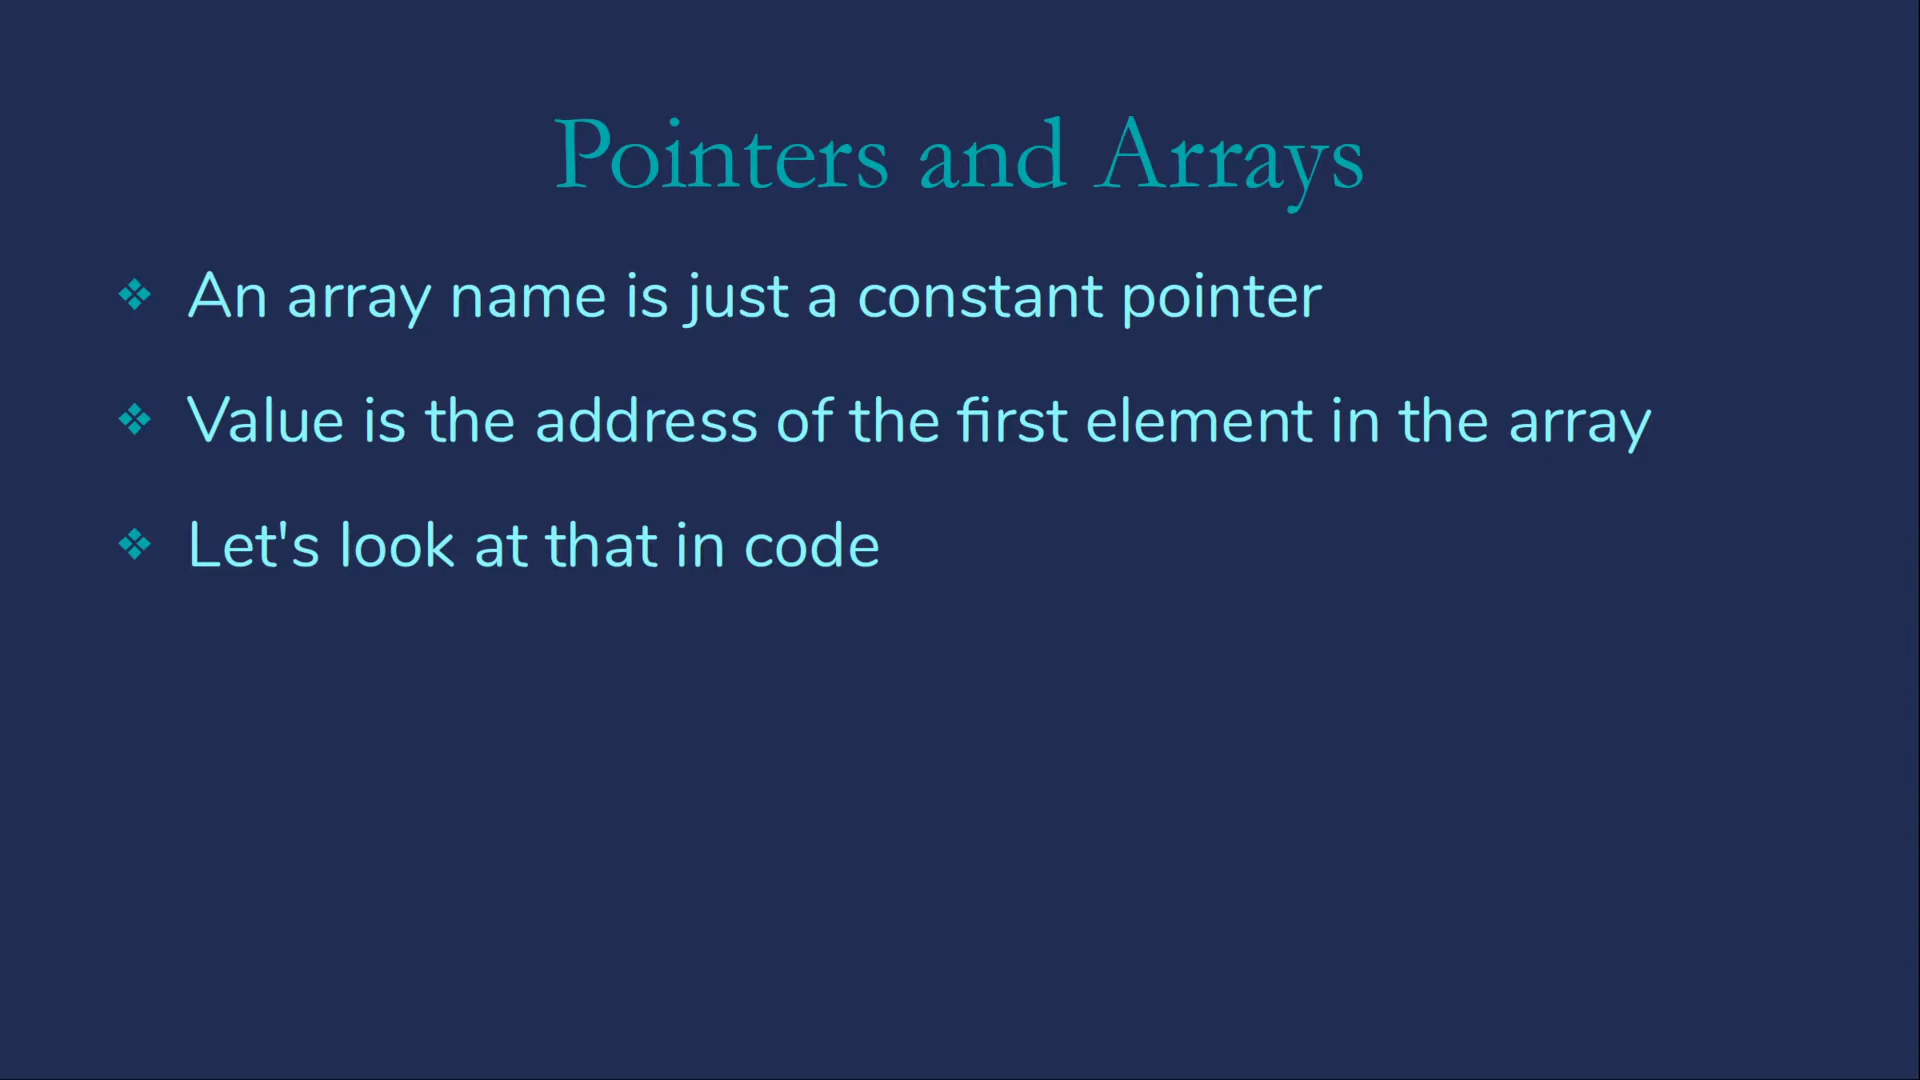 Pointers and Arrays
❖ An array name is just a constant pointer
❖ Value is the address of the first element in the array
❖ Let's look at that in code